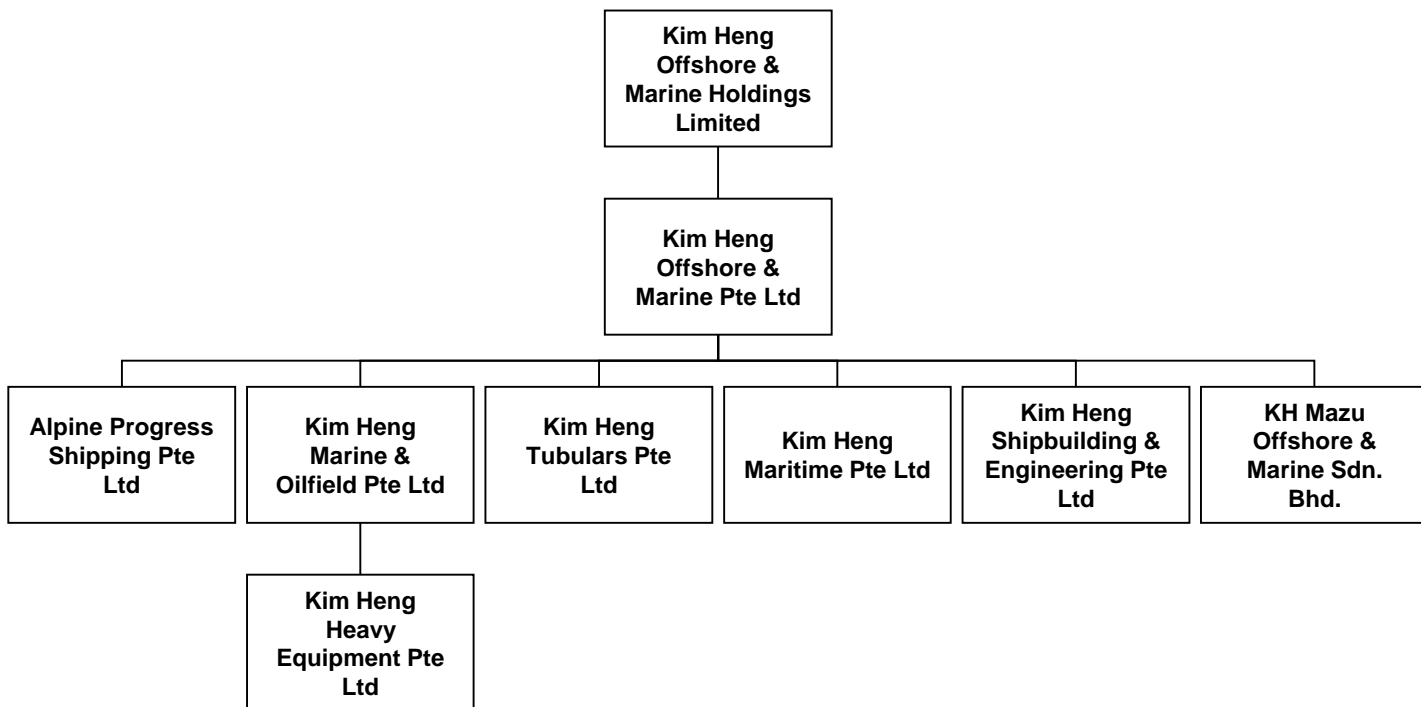 Kim Heng
Offshore &
Marine Holdings
Limited
Kim Heng
Offshore &
Marine Pte Ltd
Alpine Progress
Shipping Pte
Ltd
Kim Heng
Marine &
Oilfield Pte Ltd
Kim Heng
Tubulars Pte
Ltd
Kim Heng
Maritime Pte Ltd
Kim Heng
Shipbuilding &
Engineering Pte
Ltd
KH Mazu
Offshore &
Marine Sdn.
Bhd.
Kim Heng
Heavy
Equipment Pte
Ltd